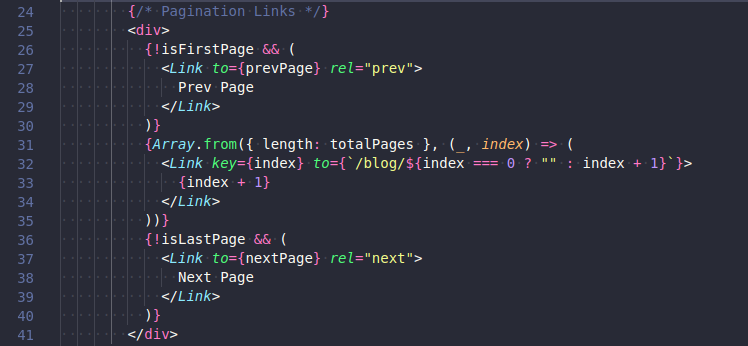 24 {/* Pagination Links */}
25 <div>
26 {!isFirstPage && (
27 <Link to={prevPage} rel="prev">
28 Prev Page
29 </Link>
30 )}
31 {Array.from({ length: totalPages }, (_, index) => (
32 <Link key={index} to={`/blog/${index === 0 ? "" : index + 1}`}>
33 {index + 1}
34 </Link>
35 ))}
36 {!isLastPage && (
37 <Link to={nextPage} rel="next">
38 Next Page
39 </Link>
40 )}
41 </div>